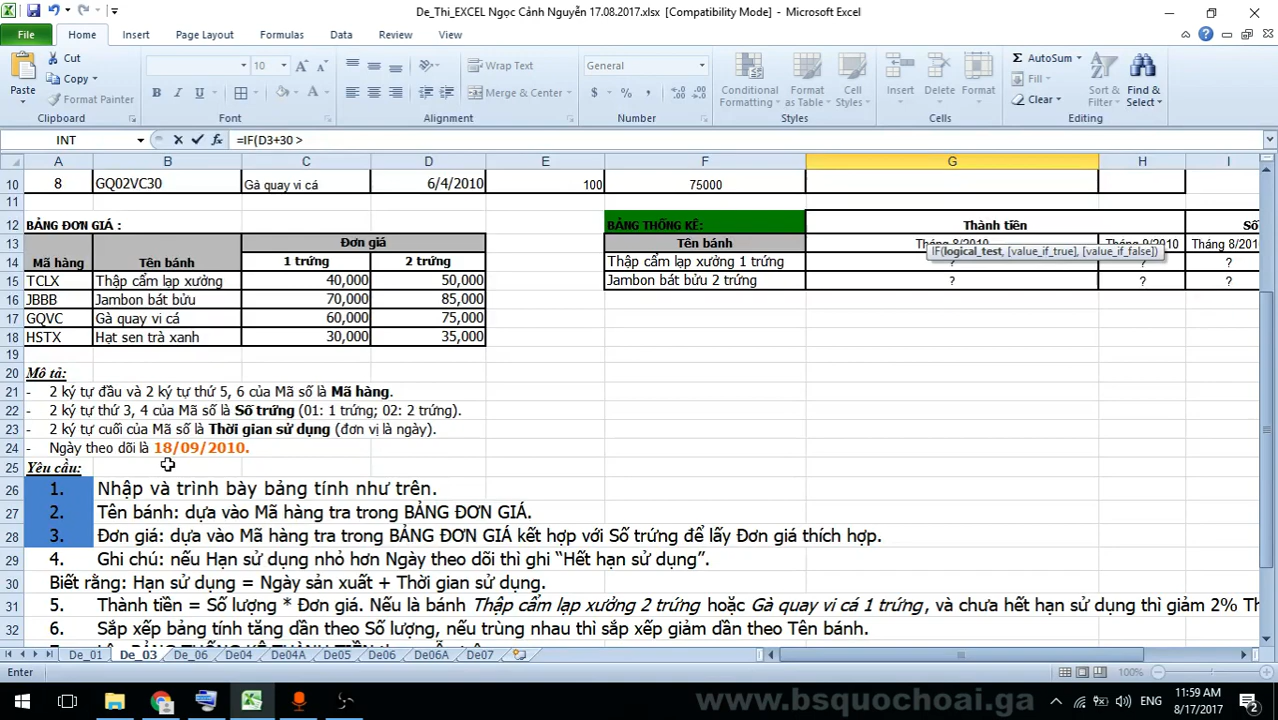 De_Thi_EXCEL Ngọc Cảnh Nguyễn 17.08.2017.xlsx [Compatibility Mode] - Microsoft Excel
File Home Insert Page Layout Formulas Data Review View
Paste Cut Copy Format Painter
10 General Wrap Text Merge & Center
Conditional Formatting Format as Table Cell Styles Insert Delete Format
AutoSum Fill Clear Sort & Filter Find & Select
Clipboard Font Alignment Number Styles Cells Editing
INT =IF(D3+30 >
A B C D E F G H I
10 8 GQ02VC30 Gà quay vi cá 6/4/2010 100 75000
11
12 BẢNG ĐƠN GIÁ : BẢNG THỐNG KÊ: Thành tiền Số
13 Mã hàng Tên bánh Đơn giá Tên bánh Tháng 8/2010 Tháng 9/2010 Tháng 8/201
IF(logical_test, [value_if_true], [value_if_false])
14 1 trứng 2 trứng Thập cẩm lạp xưởng 1 trứng ? ? ?
15 TCLX Thập cẩm lạp xưởng 40,000 50,000 Jambon bát bửu 2 trứng ? ? ?
16 JBBB Jambon bát bửu 70,000 85,000
17 GQVC Gà quay vi cá 60,000 75,000
18 HSTX Hạt sen trà xanh 30,000 35,000
19
20 Mô tả:
21 - 2 ký tự đầu và 2 ký tự thứ 5, 6 của Mã số là Mã hàng.
22 - 2 ký tự thứ 3, 4 của Mã số là Số trứng (01: 1 trứng; 02: 2 trứng).
23 - 2 ký tự cuối của Mã số là Thời gian sử dụng (đơn vị là ngày).
24 - Ngày theo dõi là 18/09/2010.
25 Yêu cầu:
26 1. Nhập và trình bày bảng tính như trên.
27 2. Tên bánh: dựa vào Mã hàng tra trong BẢNG ĐƠN GIÁ.
28 3. Đơn giá: dựa vào Mã hàng tra trong BẢNG ĐƠN GIÁ kết hợp với Số trứng để lấy Đơn giá thích hợp.
29 4. Ghi chú: nếu Hạn sử dụng nhỏ hơn Ngày theo dõi thì ghi “Hết hạn sử dụng”.
30 Biết rằng: Hạn sử dụng = Ngày sản xuất + Thời gian sử dụng.
31 5. Thành tiền = Số lượng * Đơn giá. Nếu là bánh Thập cẩm lạp xưởng 2 trứng hoặc Gà quay vi cá 1 trứng, và chưa hết hạn sử dụng thì giảm 2% Th
32 6. Sắp xếp bảng tính tăng dần theo Số lượng, nếu trùng nhau thì sắp xếp giảm dần theo Tên bánh.
De_01 De_03 De_06 De04 De04A De05 De06 De06A De07
Enter 100%
www.bsquochoai.ga
ENG 11:59 AM
8/17/2017 2